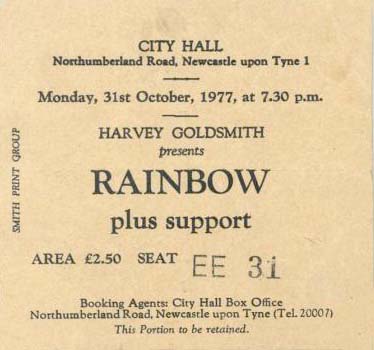 CITY HALL
Northumberland Road, Newcastle upon Tyne 1
Monday, 31st October, 1977, at 7.30 p.m.
HARVEY GOLDSMITH
presents
RAINBOW
plus support
AREA £2.50 SEAT EE 31
Booking Agents: City Hall Box Office
Northumberland Road, Newcastle upon Tyne (Tel. 20007)
This Portion to be retained.
SMITH PRINT GROUP